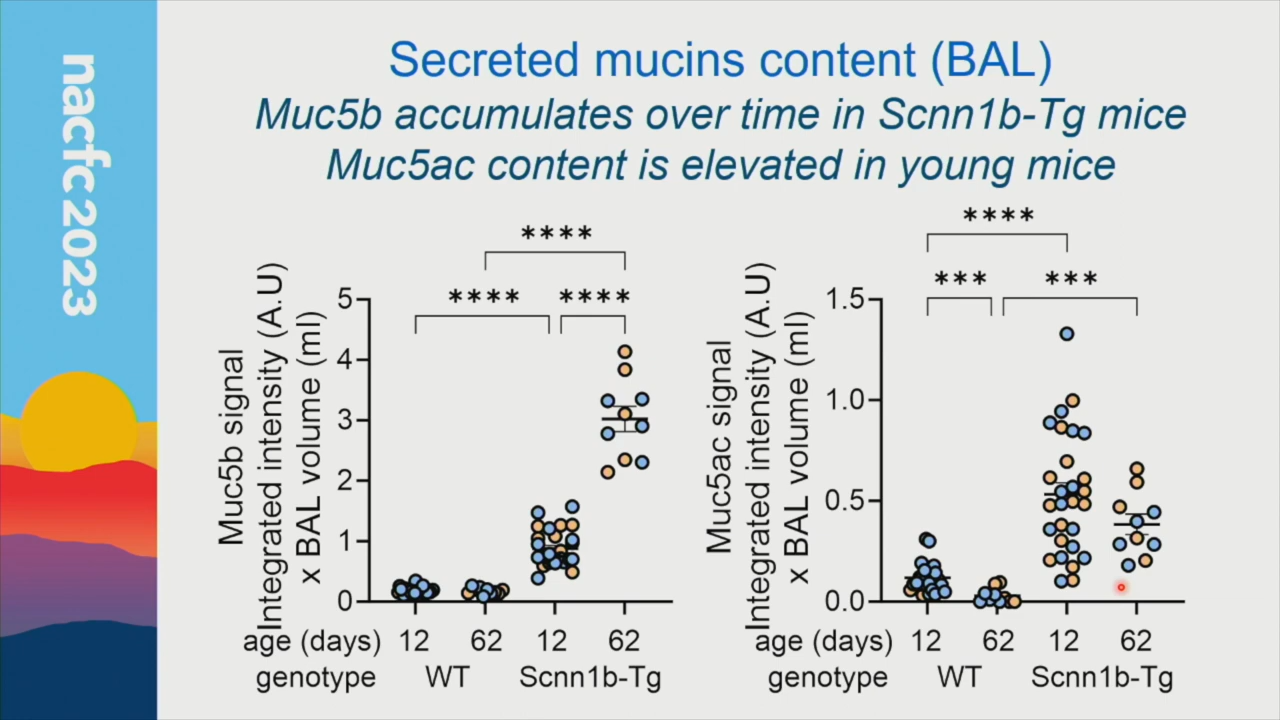 nacfc2023
Secreted mucins content (BAL)
Muc5b accumulates over time in Scnn1b-Tg mice
Muc5ac content is elevated in young mice
Muc5b signal
Integrated intensity (A.U)
x BAL volume (ml)
****
****
****
5
4
3
2
1
0
age (days) 12 62 12 62
genotype WT Scnn1b-Tg
Muc5ac signal
Integrated intensity (A.U)
x BAL volume (ml)
****
***
***
1.5
1.0
0.5
0.0
age (days) 12 62 12 62
genotype WT Scnn1b-Tg